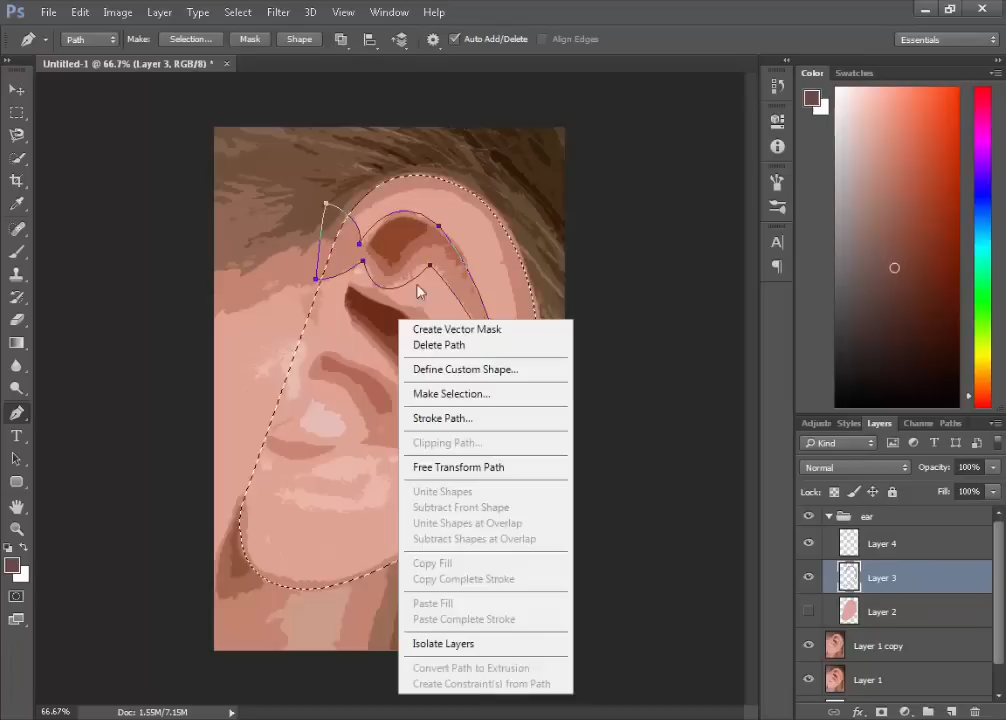 Ps File Edit Image Layer Type Select Filter 3D View Window Help
Path Make: Selection... Mask Shape Auto Add/Delete Align Edges Essentials
Untitled-1 @ 66.7% (Layer 3, RGB/8) *
Color Swatches
Create Vector Mask
Delete Path
Define Custom Shape...
Make Selection...
Stroke Path...
Clipping Path...
Free Transform Path
Unite Shapes
Subtract Front Shape
Unite Shapes at Overlap
Subtract Shapes at Overlap
Copy Fill
Copy Complete Stroke
Paste Fill
Paste Complete Stroke
Isolate Layers
Convert Path to Extrusion
Create Constraint(s) from Path
Adjust Styles Layers Channe Paths
Kind
Normal Opacity: 100%
Lock: Fill: 100%
ear
Layer 4
Layer 3
Layer 2
Layer 1 copy
Layer 1
66.67% Doc: 1.55M/7.15M